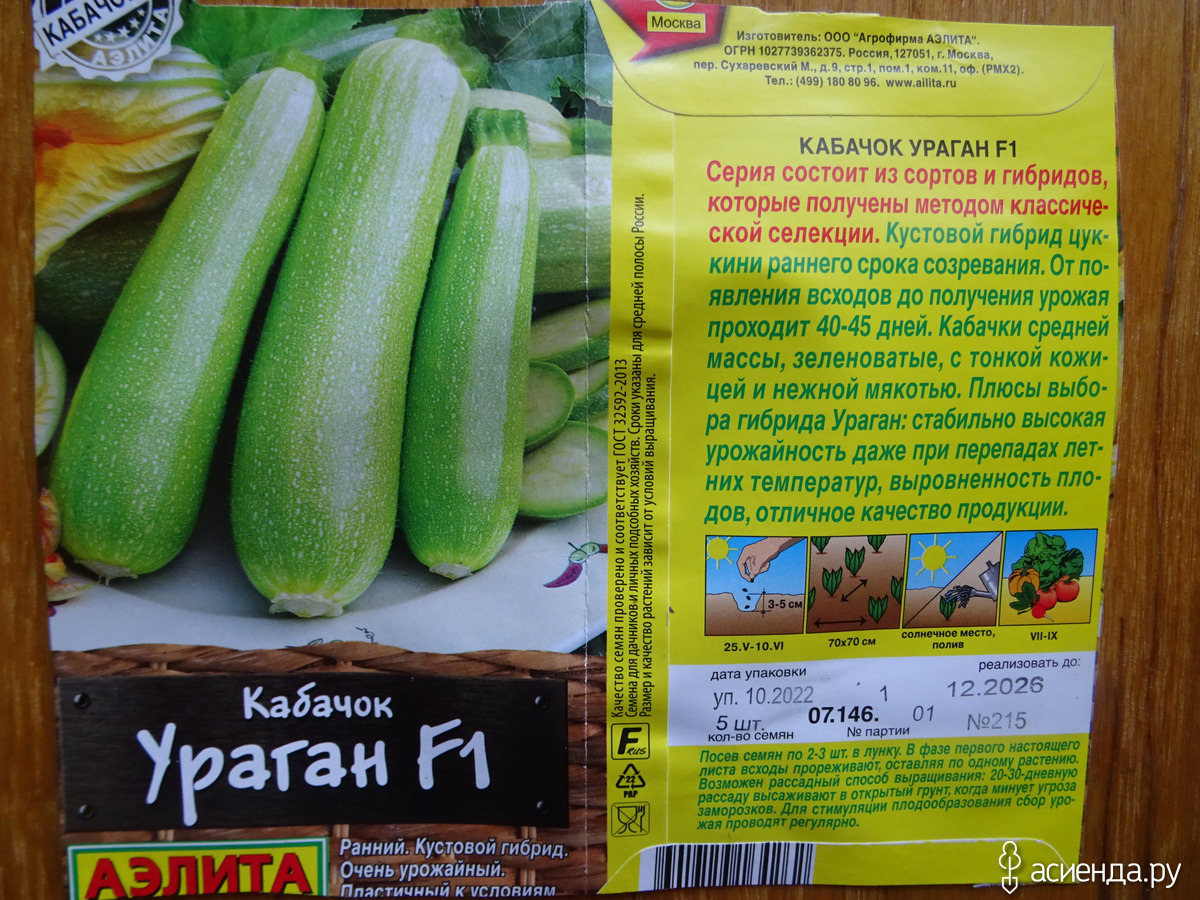 КАБАЧОК
АЭЛИТА
Кабачок
Ураган F1
АЭЛИТА
Ранний. Кустовой гибрид.
Очень урожайный.
Пластичный к условиям
Качество семян проверено и соответствует ГОСТ 32592-2013
Семена для дачников и личных подсобных хозяйств. Сроки указаны для средней полосы России.
Размер и качество растений зависит от условий выращивания.
F RUS
22
PAP
Москва
Изготовитель: ООО "Агрофирма АЭЛИТА".
ОГРН 1027739362375. Россия,127051, г. Москва,
пер. Сухаревский М., д.9, стр.1, пом.1, ком.11, оф. (РМХ2).
Тел.: (499) 180 80 96. www.ailita.ru
КАБАЧОК УРАГАН F1
Серия состоит из сортов и гибридов,
которые получены методом классиче-
ской селекции. Кустовой гибрид цук-
кини раннего срока созревания. От по-
явления всходов до получения урожая
проходит 40-45 дней. Кабачки средней
массы, зеленоватые, с тонкой кожи-
цей и нежной мякотью. Плюсы выбо-
ра гибрида Ураган: стабильно высокая
урожайность даже при перепадах лет-
них температур, выровненность пло-
дов, отличное качество продукции.
3-5 см
25.V-10.VI
70х70 см
солнечное место,
полив
VII-IX
дата упаковки
реализовать до:
уп. 10.2022 1 12.2026
5 шт. 07.146. 01 №215
кол-во семян № партии
Посев семян по 2-3 шт. в лунку. В фазе первого настоящего
листа всходы прореживают, оставляя по одному растению.
Возможен рассадный способ выращивания: 20-30-дневную
рассаду высаживают в открытый грунт, когда минует угроза
заморозков. Для стимуляции плодообразования сбор уро-
жая проводят регулярно.
асиенда.ру